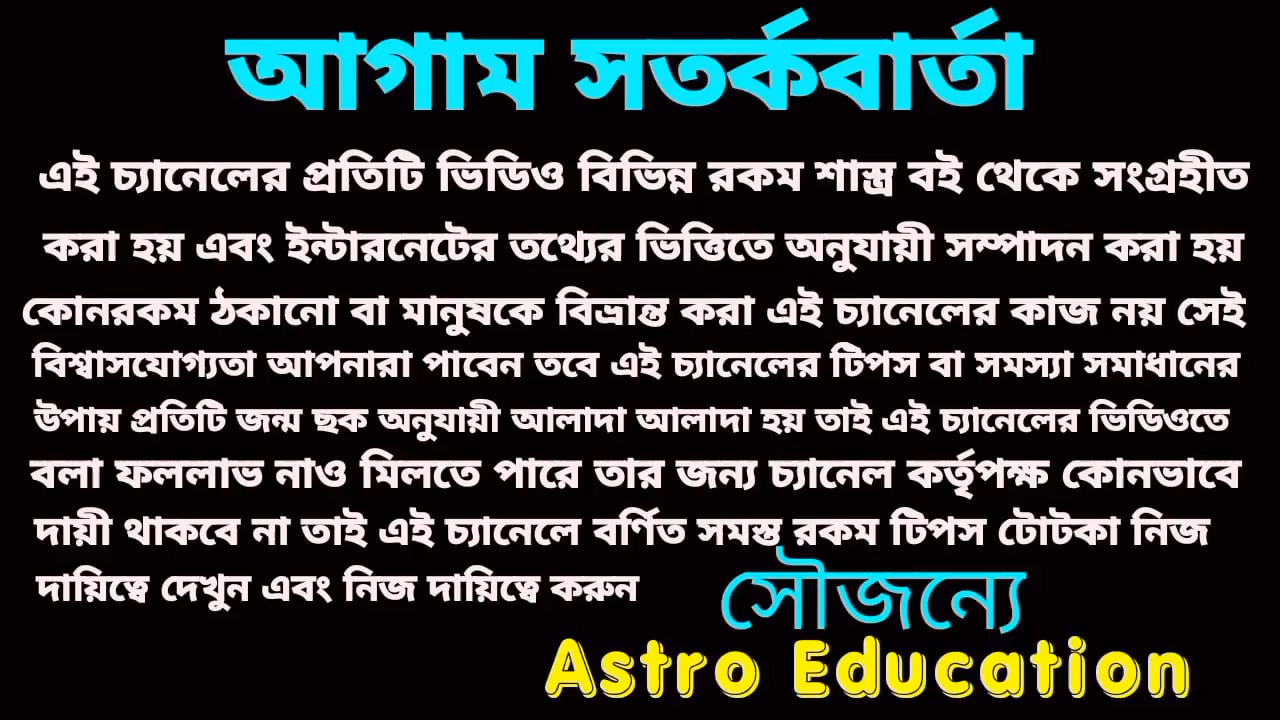 আগাম সতর্কবার্তা
এই চ্যানেলের প্রতিটি ভিডিও বিভিন্ন রকম শাস্ত্র বই থেকে সংগ্রহীত
করা হয় এবং ইন্টারনেটের তথ্যের ভিত্তিতে অনুযায়ী সম্পাদন করা হয়
কোনরকম ঠকানো বা মানুষকে বিভ্রান্ত করা এই চ্যানেলের কাজ নয় সেই
বিশ্বাসযোগ্যতা আপনারা পাবেন তবে এই চ্যানেলের টিপস বা সমস্যা সমাধানের
উপায় প্রতিটি জন্ম ছক অনুযায়ী আলাদা আলাদা হয় তাই এই চ্যানেলের ভিডিওতে
বলা ফললাভ নাও মিলতে পারে তার জন্য চ্যানেল কর্তৃপক্ষ কোনভাবে
দায়ী থাকবে না তাই এই চ্যানেলে বর্ণিত সমস্ত রকম টিপস টোটকা নিজ
দায়িত্বে দেখুন এবং নিজ দায়িত্বে করুন
সৌজন্যে
Astro Education